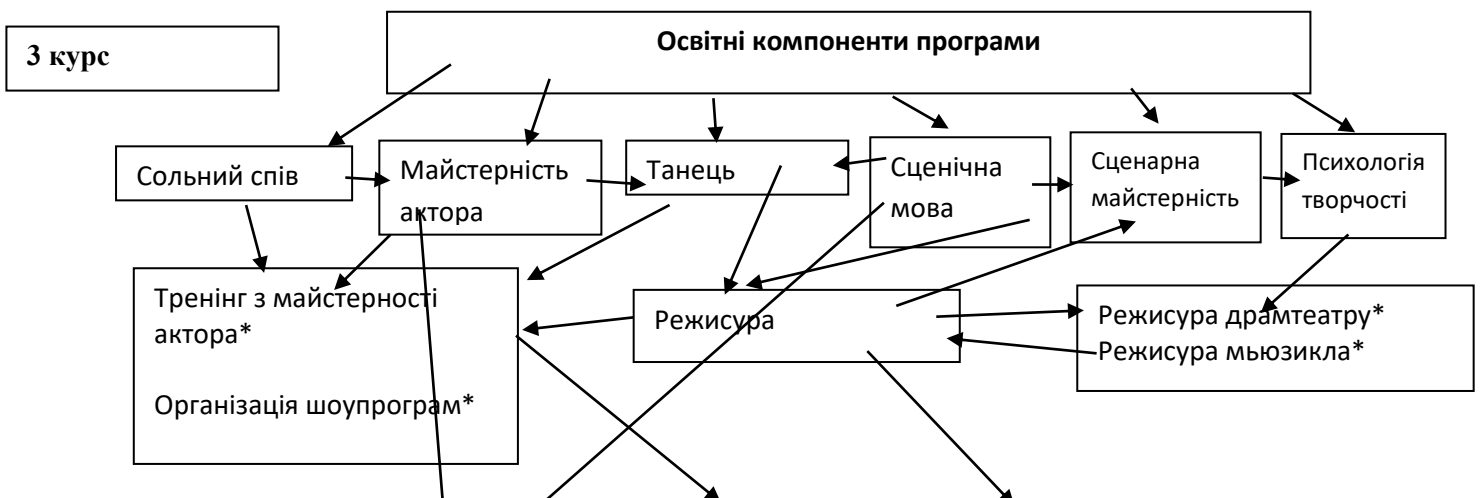 3 курс
Освітні компоненти програми
Сольний спів
Майстерність
актора
Танець
Сценічна
мова
Сценарна
майстерність
Психологія
творчості
Тренінг з майстерності
актора*
Організація шоупрограм*
Режисура
Режисура драмтеатру*
Режисура мьюзикла*